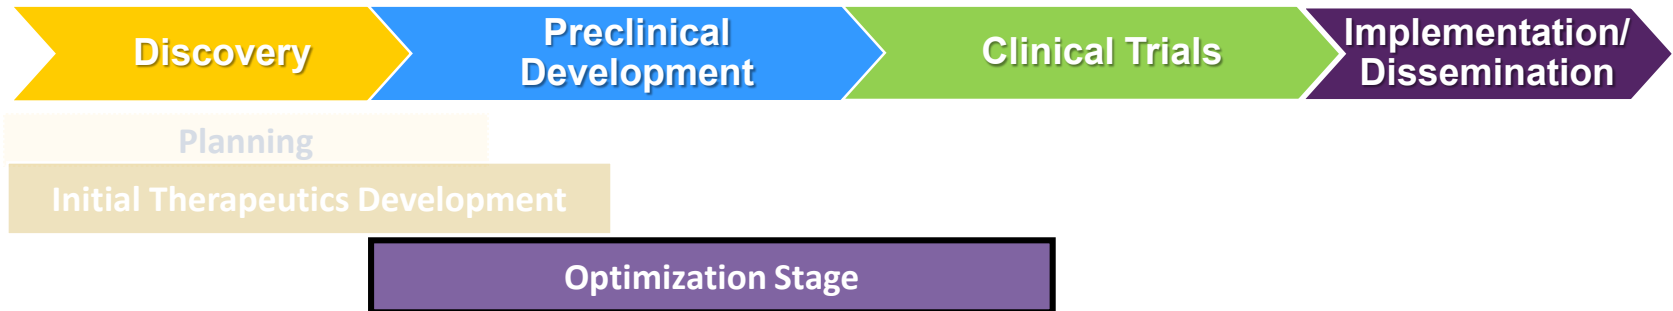 Discovery
Preclinical
Development
Clinical Trials
Implementation/
Dissemination
Planning
Initial Therapeutics Development
Optimization Stage